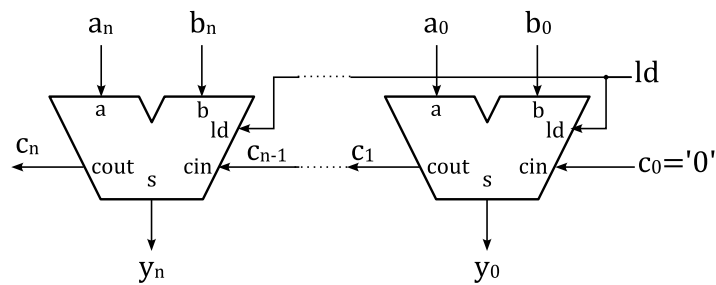 aₙ bₙ a₀ b₀
ld
a b a b
ld ld
cₙ cₙ₋₁ c₁
cout cin cout cin c₀='0'
s s
yₙ y₀